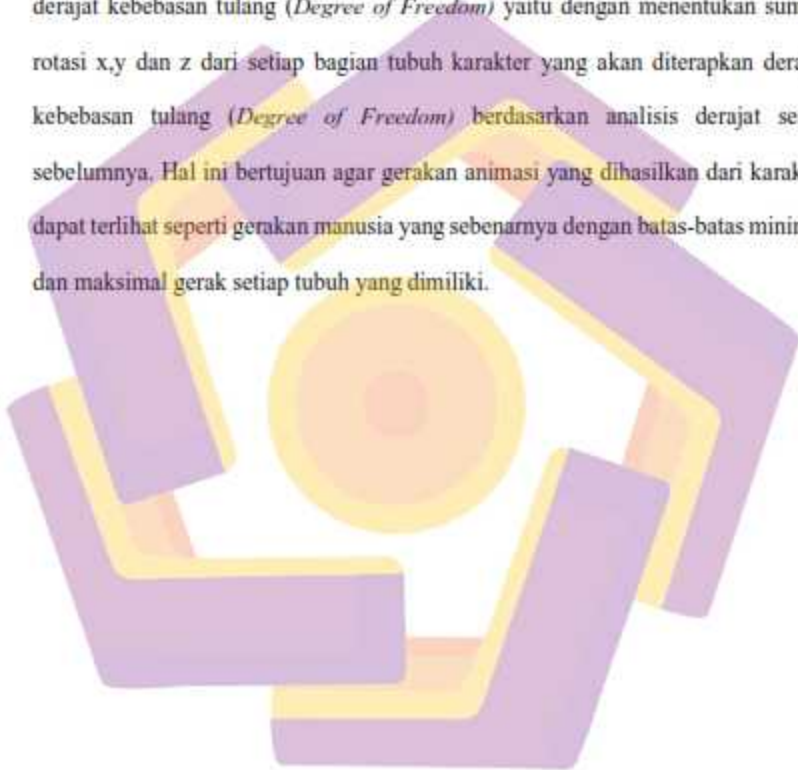 derajat kebebasan tulang (Degree of Freedom) yaitu dengan menentukan
rotasi x,y dan z dari setiap bagian tubuh karakter yang akan diterapkan
kebebasan tulang (Degree of Freedom) berdasarkan analisis derajat
sebelumnya. Hal ini bertujuan agar gerakan animasi yang dihasilkan dari
dapat terlihat seperti gerakan manusia yang sebenarnya dengan batas-batas
dan maksimal gerak setiap tubuh yang dimiliki.